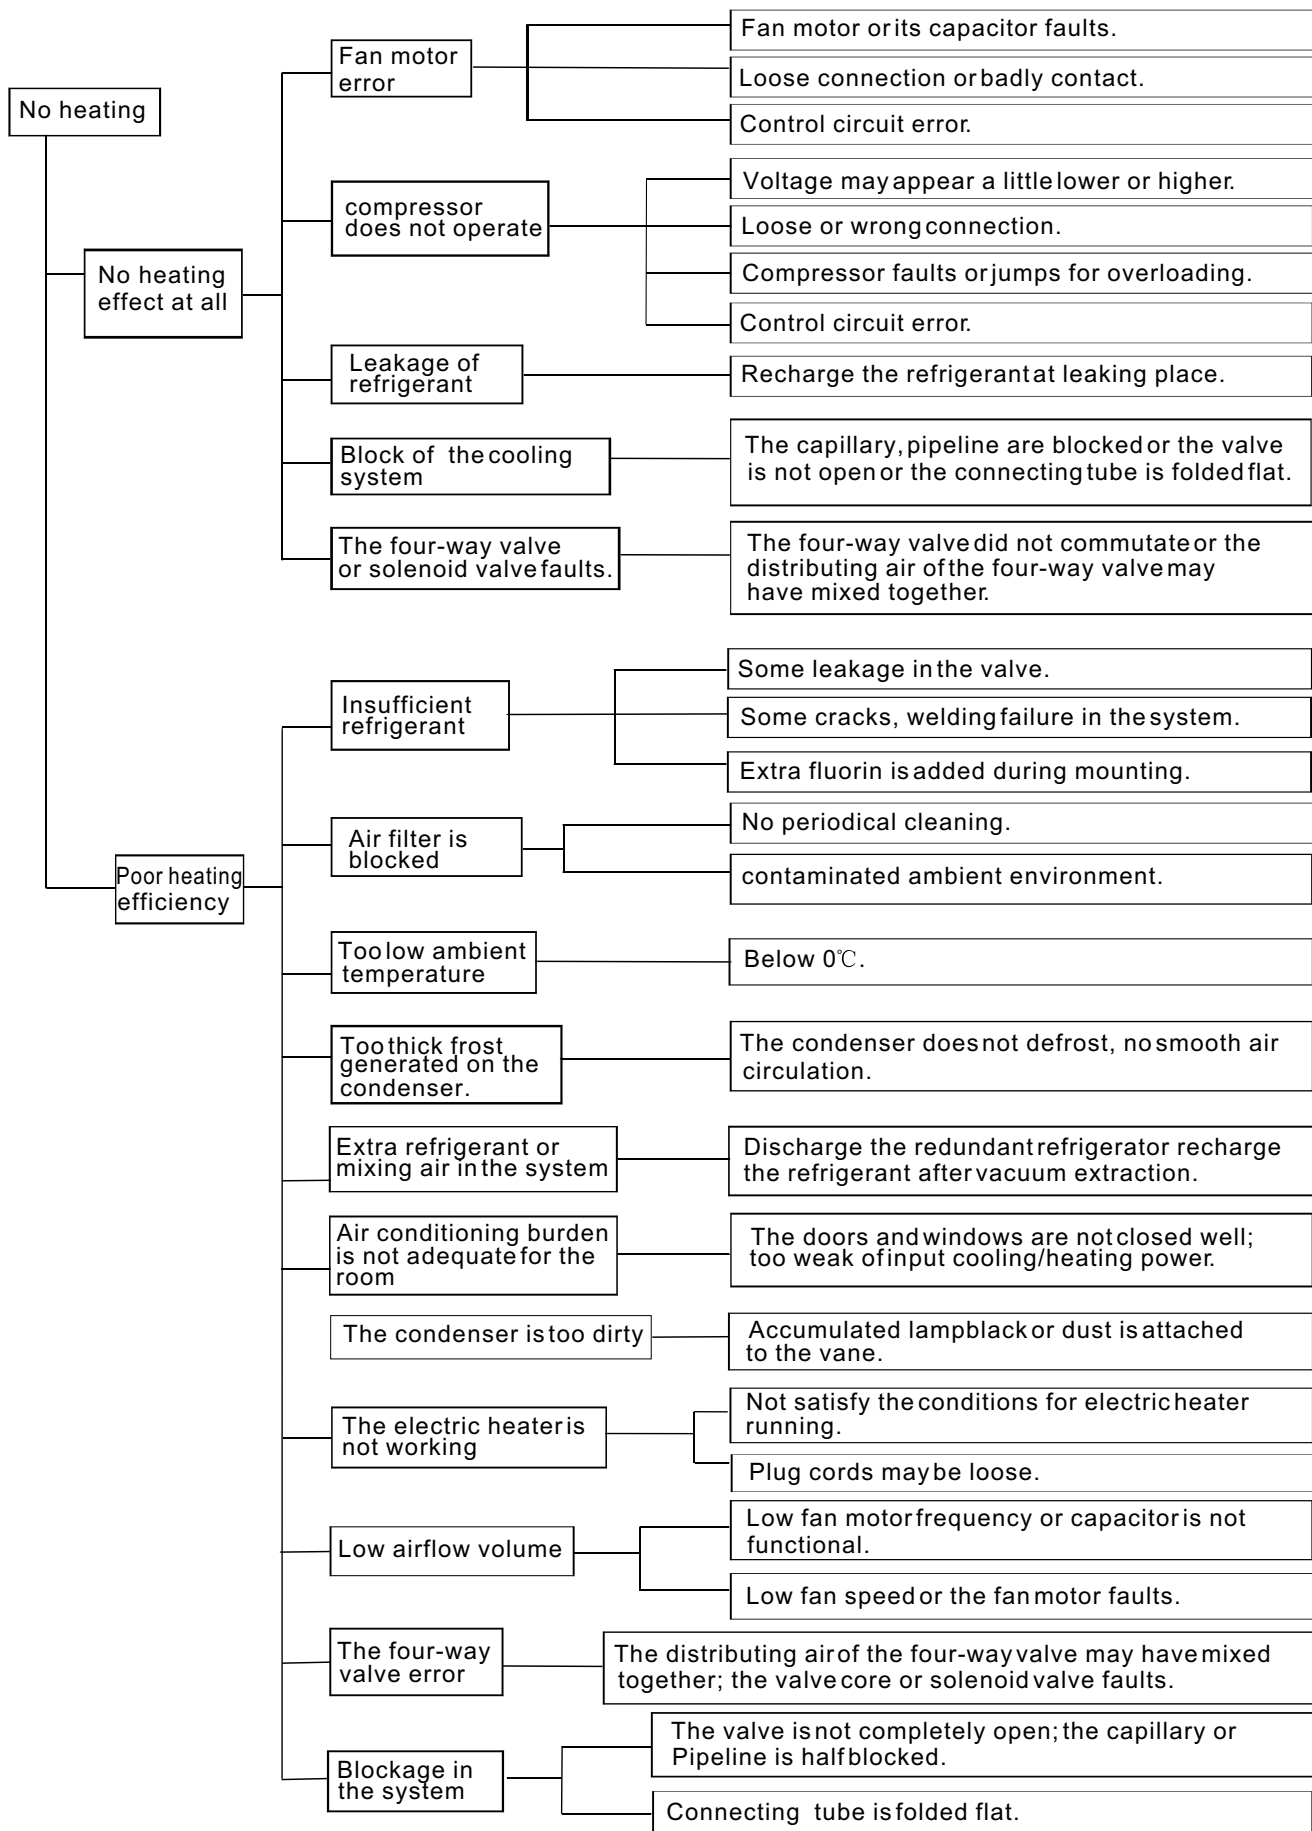 No heating
No heating
effect at all
Fan motor
error
Fan motor or its capacitor faults.
Loose connection or badly contact.
Control circuit error.
compressor
does not operate
Voltage may appear a little lower or higher.
Loose or wrong connection.
Compressor faults or jumps for overloading.
Control circuit error.
Leakage of
refrigerant
Recharge the refrigerant at leaking place.
Block of the cooling
system
The capillary, pipeline are blocked or the valve
is not open or the connecting tube is folded flat.
The four-way valve
or solenoid valve faults.
The four-way valve did not commutate or the
distributing air of the four-way valve may
have mixed together.
Poor heating
efficiency
Insufficient
refrigerant
Some leakage in the valve.
Some cracks, welding failure in the system.
Extra fluorin is added during mounting.
Air filter is
blocked
No periodical cleaning.
contaminated ambient environment.
Too low ambient
temperature
Below 0℃.
Too thick frost
generated on the
condenser.
The condenser does not defrost, no smooth air
circulation.
Extra refrigerant or
mixing air in the system
Discharge the redundant refrigerator recharge
the refrigerant after vacuum extraction.
Air conditioning burden
is not adequate for the
room
The doors and windows are not closed well;
too weak of input cooling/heating power.
The condenser is too dirty
Accumulated lampblack or dust is attached
to the vane.
The electric heater is
not working
Not satisfy the conditions for electric heater
running.
Plug cords may be loose.
Low airflow volume
Low fan motor frequency or capacitor is not
functional.
Low fan speed or the fan motor faults.
The four-way
valve error
The distributing air of the four-way valve may have mixed
together; the valve core or solenoid valve faults.
Blockage in
the system
The valve is not completely open; the capillary or
Pipeline is half blocked.
Connecting tube is folded flat.